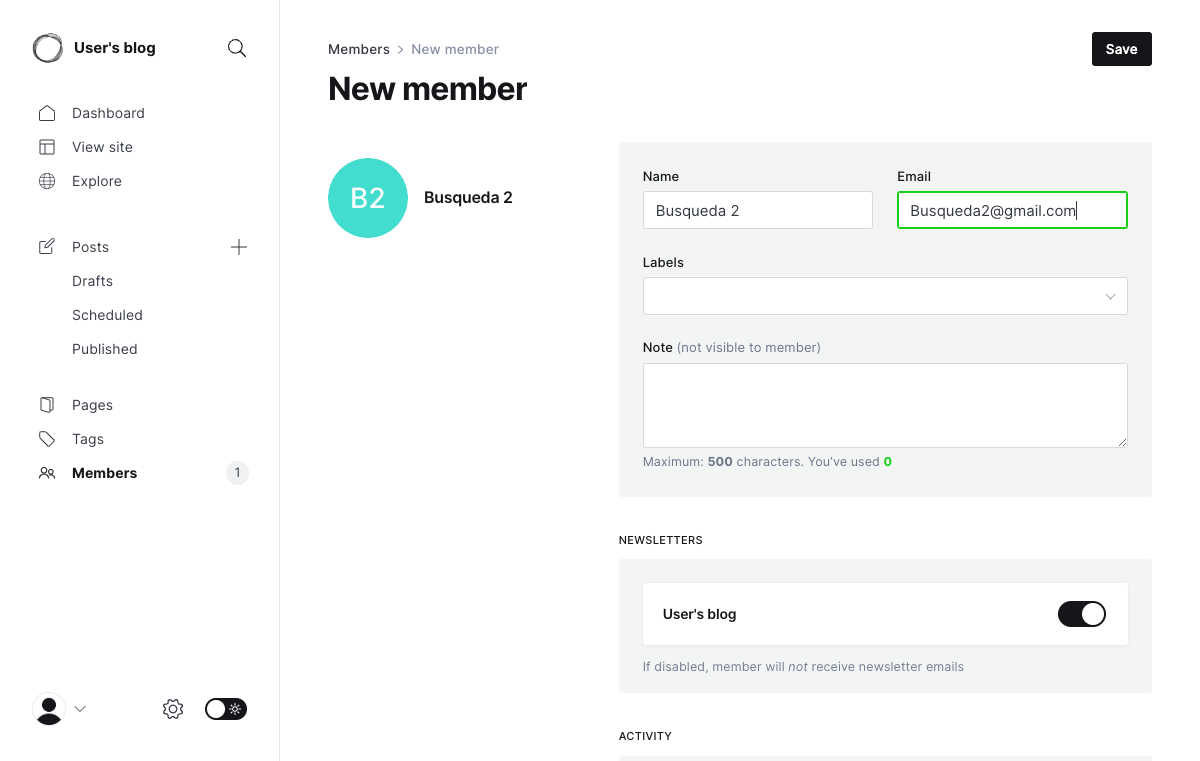 User's blog
Dashboard
View site
Explore
Posts
Drafts
Scheduled
Published
Pages
Tags
Members 1
Members > New member
Save
New member
B2
Busqueda 2
Name
Busqueda 2
Email
Busqueda2@gmail.com
Labels
Note (not visible to member)
Maximum: 500 characters. You’ve used 0
NEWSLETTERS
User's blog
If disabled, member will not receive newsletter emails
ACTIVITY